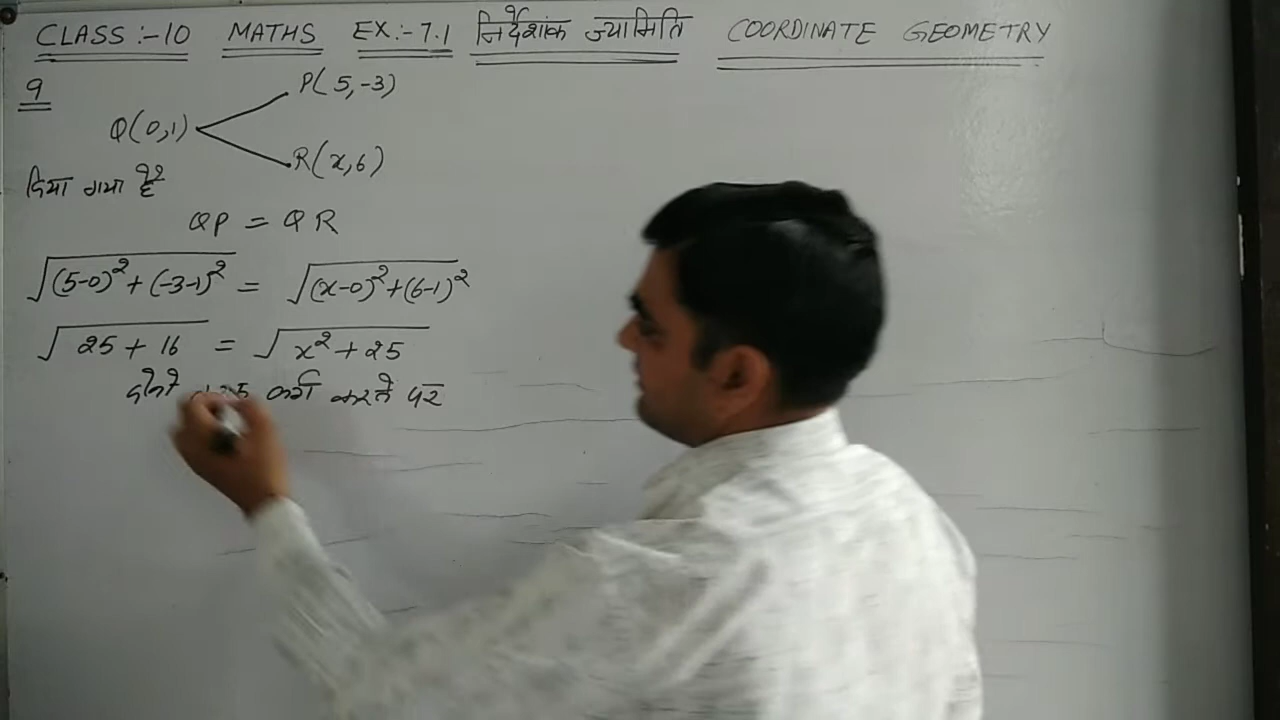 CLASS :- 10 MATHS EX :- 7.1 निर्देशांक ज्यामिति COORDINATE GEOMETRY
9
P(5,-3)
Q(0,1)
R(x,6)
दिया गया है
QP = QR
√(5-0)²+(-3-1)² = √(x-0)²+(6-1)²
√25+16 = √x²+25
दोनों वर्ग करने पर